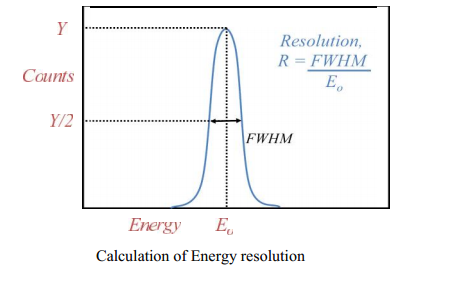 Y
Resolution,
R = FWHM
E₀
Counts
Y/2
FWHM
Energy E₀
Calculation of Energy resolution